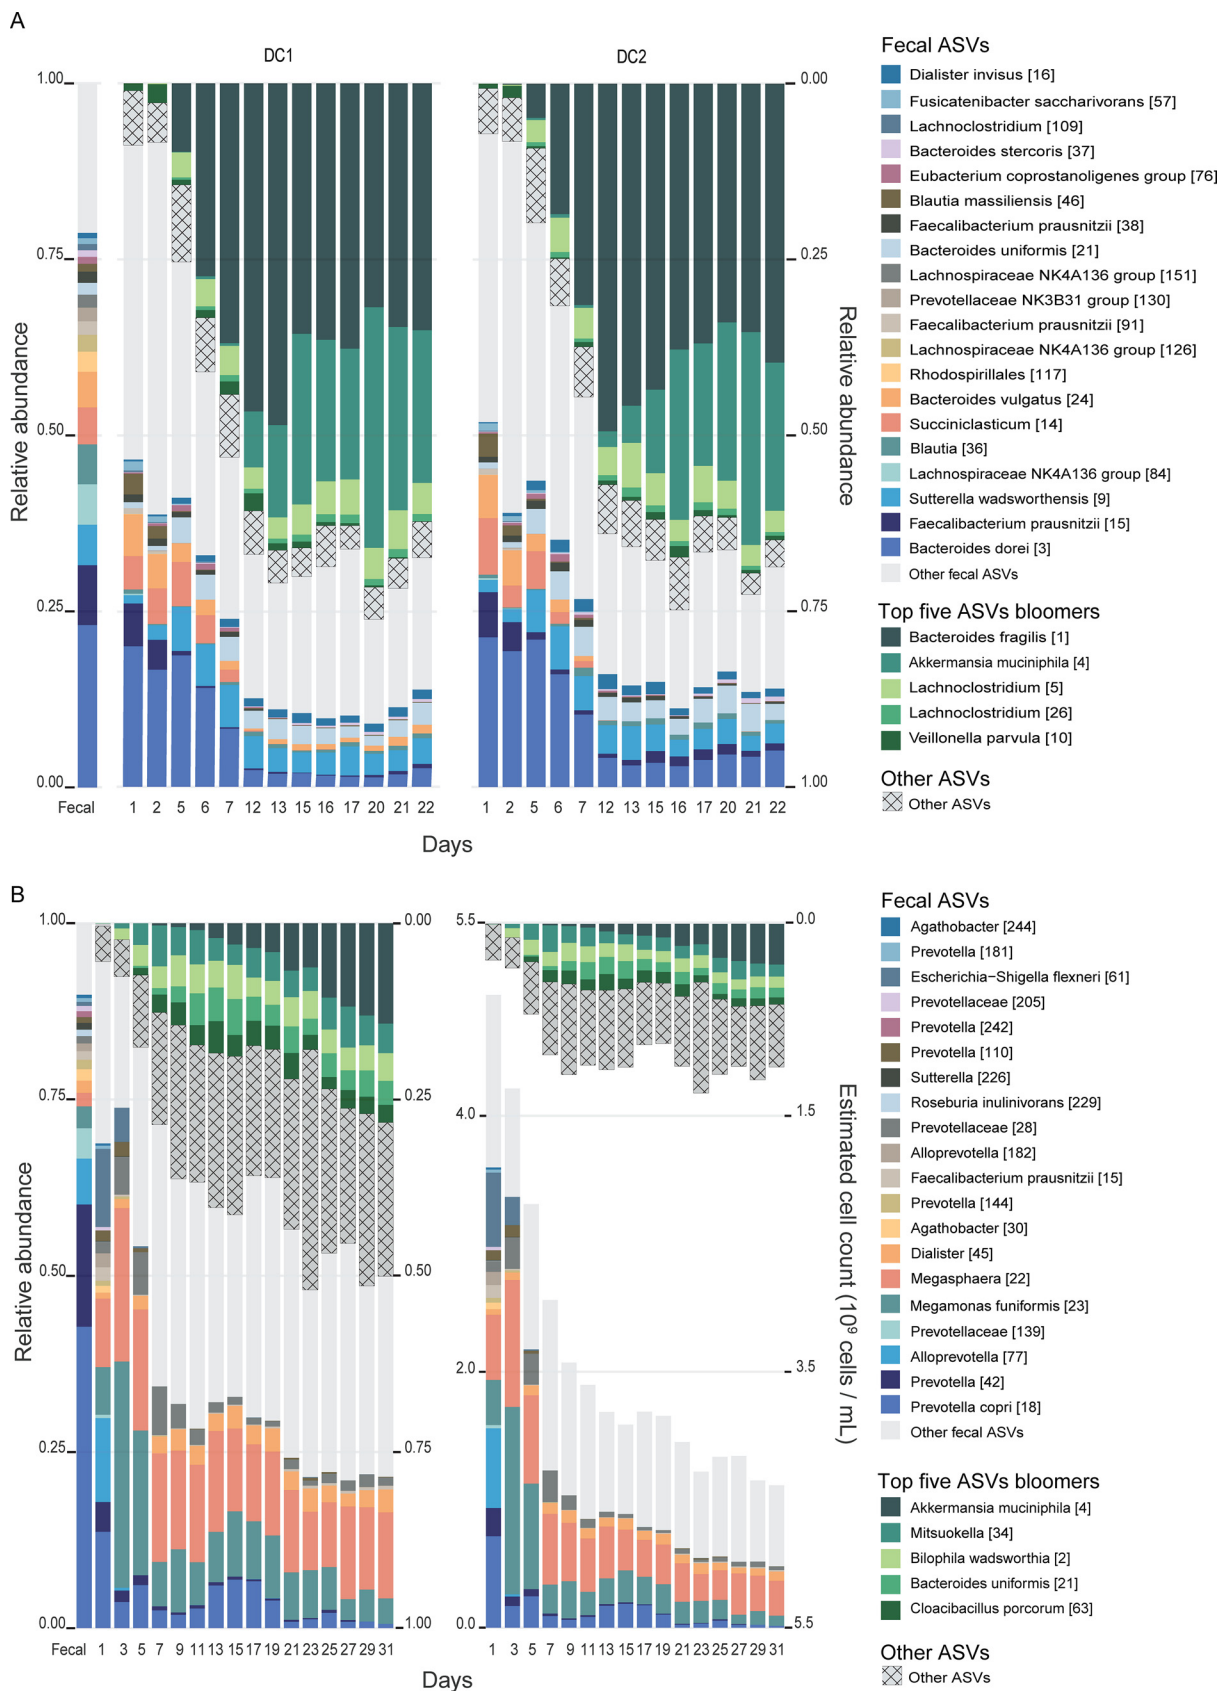 A
DC1
DC2
1.00
0.75
0.50
0.25
0.00
Relative abundance
Fecal
1 2 5 6 7 12 13 15 16 17 20 21 22
1 2 5 6 7 12 13 15 16 17 20 21 22
Days
0.00
0.25
0.50
0.75
1.00
Relative abundance
Fecal ASVs
Dialister invisus [16]
Fusicatenibacter saccharivorans [57]
Lachnoclostridium [109]
Bacteroides stercoris [37]
Eubacterium coprostanoligenes group [76]
Blautia massiliensis [46]
Faecalibacterium prausnitzii [38]
Bacteroides uniformis [21]
Lachnospiraceae NK4A136 group [151]
Prevotellaceae NK3B31 group [130]
Faecalibacterium prausnitzii [91]
Lachnospiraceae NK4A136 group [126]
Rhodospirillales [117]
Bacteroides vulgatus [24]
Succiniclasticum [14]
Blautia [36]
Lachnospiraceae NK4A136 group [84]
Sutterella wadsworthensis [9]
Faecalibacterium prausnitzii [15]
Bacteroides dorei [3]
Other fecal ASVs
Top five ASVs bloomers
Bacteroides fragilis [1]
Akkermansia muciniphila [4]
Lachnoclostridium [5]
Lachnoclostridium [26]
Veillonella parvula [10]
Other ASVs
Other ASVs
B
1.00
0.75
0.50
0.25
0.00
Relative abundance
0.00
0.25
0.50
0.75
1.00
Fecal 1 3 5 7 9 11 13 15 17 19 21 23 25 27 29 31
5.5
4.0
2.0
0.0
0.0
1.5
3.5
5.5
Estimated cell count (10⁹ cells / mL)
1 3 5 7 9 11 13 15 17 19 21 23 25 27 29 31
Days
Fecal ASVs
Agathobacter [244]
Prevotella [181]
Escherichia−Shigella flexneri [61]
Prevotellaceae [205]
Prevotella [242]
Prevotella [110]
Sutterella [226]
Roseburia inulinivorans [229]
Prevotellaceae [28]
Alloprevotella [182]
Faecalibacterium prausnitzii [15]
Prevotella [144]
Agathobacter [30]
Dialister [45]
Megasphaera [22]
Megamonas funiformis [23]
Prevotellaceae [139]
Alloprevotella [77]
Prevotella [42]
Prevotella copri [18]
Other fecal ASVs
Top five ASVs bloomers
Akkermansia muciniphila [4]
Mitsuokella [34]
Bilophila wadsworthia [2]
Bacteroides uniformis [21]
Cloacibacillus porcorum [63]
Other ASVs
Other ASVs